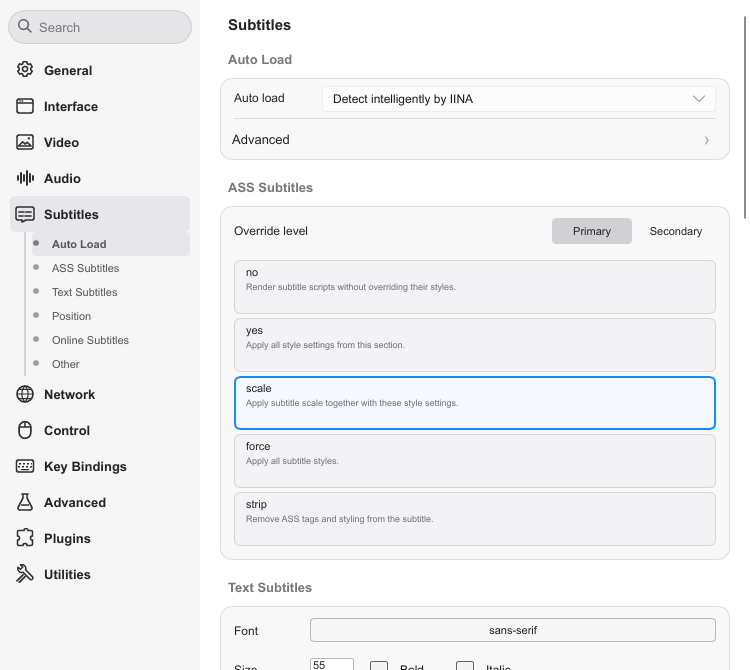 Search
General
Interface
Video
Audio
Subtitles
Auto Load
ASS Subtitles
Text Subtitles
Position
Online Subtitles
Other
Network
Control
Key Bindings
Advanced
Plugins
Utilities
Subtitles
Auto Load
Auto load
Detect intelligently by IINA
Advanced
ASS Subtitles
Override level
Primary
Secondary
no
Render subtitle scripts without overriding their styles.
yes
Apply all style settings from this section.
scale
Apply subtitle scale together with these style settings.
force
Apply all subtitle styles.
strip
Remove ASS tags and styling from the subtitle.
Text Subtitles
Font
sans-serif
Size
55
Bold
Italic